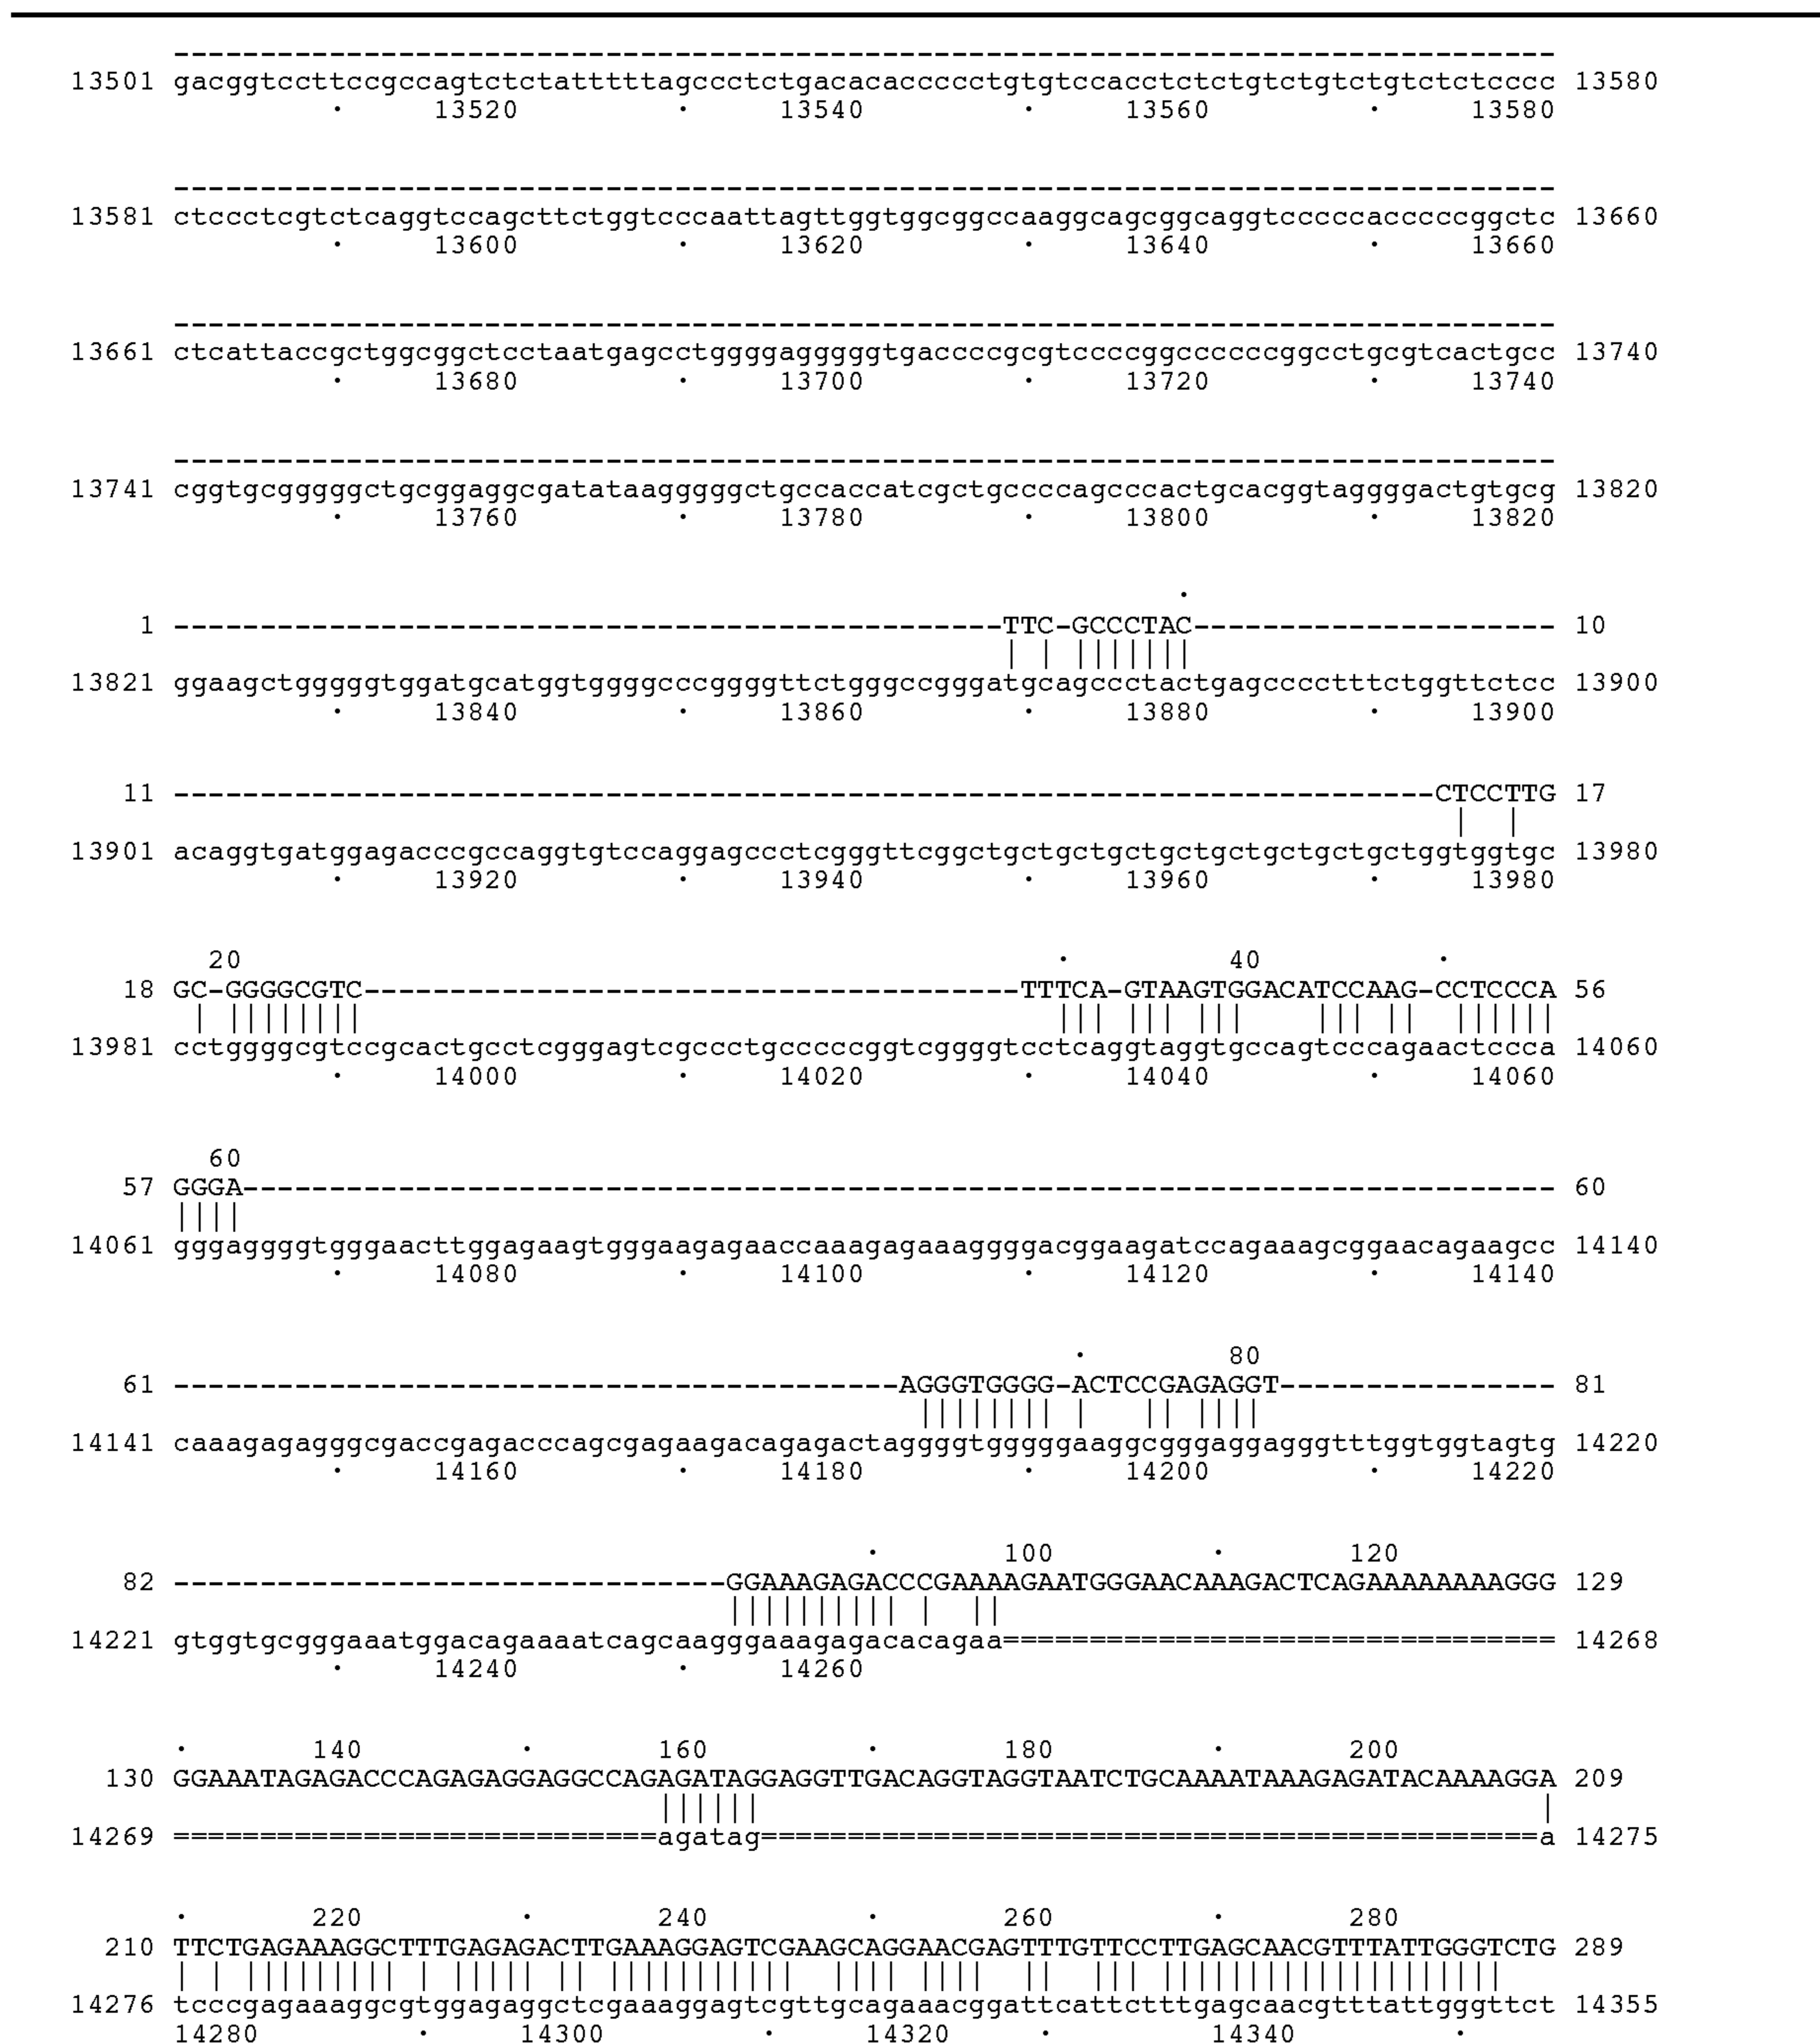 --------------------------------------------------------------------------------
13501 gacggtccttccgccagtctctatttttagccctctgacacacccccctgtgtccacctctctgtctgtctgtctctcccc 13580
· 13520 · 13540 · 13560 · 13580
--------------------------------------------------------------------------------
13581 ctccctcgtctcaggtccagcttctggtcccaattagttggtggcggccaaggcagcggcaggtcccccacccccggctc 13660
· 13600 · 13620 · 13640 · 13660
--------------------------------------------------------------------------------
13661 ctcattaccgctggcggctcctaatgagcctggggagggggtgaccccgcgtccccggcccccccggcctgcgtcactgcc 13740
· 13680 · 13700 · 13720 · 13740
--------------------------------------------------------------------------------
13741 cggtgcgggggctgcggaggcgatataagggggctgccaccatcgctgccccagcccactgcacggtaggggactgtgcg 13820
· 13760 · 13780 · 13800 · 13820
·
1 ------------------------------------------------TTC-GCCCTAC--------------------- 10
| | |||||||
13821 ggaagctgggggtggatgcatggtggggcccggggttctgggccgggatgcagccctactgagcccctttctggttctcc 13900
· 13840 · 13860 · 13880 · 13900
11 -------------------------------------------------------------------------CTCCTTG 17
| |
13901 acaggtgatggagacccgccaggtgtccaggagccctcgggttcggctgctgctgctgctgctgctgctgctggtggtgc 13980
· 13920 · 13940 · 13960 · 13980
20 · 40 ·
18 GC-GGGGCGTC--------------------------------------TTTCA-GTAAGTGGACATCCAAG-CCTCCCA 56
| |||||||| ||| ||| ||| ||| || ||||||
13981 cctggggcgtccgcactgcctcgggagtcgccctgcccccggtcggggtcctcaggtaggtgccagtcccagaactccca 14060
· 14000 · 14020 · 14040 · 14060
60
57 GGGA---------------------------------------------------------------------------- 60
||||
14061 gggaggggtgggaacttggagaagtgggaagagaaccaaagagaaaggggacggaagatccagaaagcggaacagaagcc 14140
· 14080 · 14100 · 14120 · 14140
· 80
61 ------------------------------------------AGGGTGGGG-ACTCCGAGAGGT---------------- 81
|||||||| | || ||||
14141 caaagagagggcgaccgagacccagcgagaagacagagactaggggtgggggaaggcgggaggagggtttggtggtagtg 14220
· 14160 · 14180 · 14200 · 14220
· 100 · 120
82 --------------------------------GGAAAGAGACCCGAAAAGAATGGGAACAAAGACTCAGAAAAAAAAGGG 129
|||||||||| | ||
14221 gtggtgcgggaaatggacagaaaatcagcaagggaaagagacacagaa================================ 14268
· 14240 · 14260
· 140 · 160 · 180 · 200
130 GGAAATAGAGACCCAGAGAGGAGGCCAGAGATAGGAGGTTGACAGGTAGGTAATCTGCAAAATAAAGAGATACAAAAGGA 209
|||||| |
14269 ============================agatag=============================================a 14275
· 220 · 240 · 260 · 280
210 TTCTGAGAAAGGCTTTGAGAGACTTGAAAGGAGTCGAAGCAGGAACGAGTTTGTTCCTTGAGCAACGTTTATTGGGTCTG 289
| | ||||||||| | ||||| || ||||||||||| |||| |||| || ||| ||||||||||||||||||||
14276 tcccgagaaaggcgtggagaggctcgaaaggagtcgttgcagaaacggattcattctttgagcaacgtttattgggttct 14355
14280 · 14300 · 14320 · 14340 ·